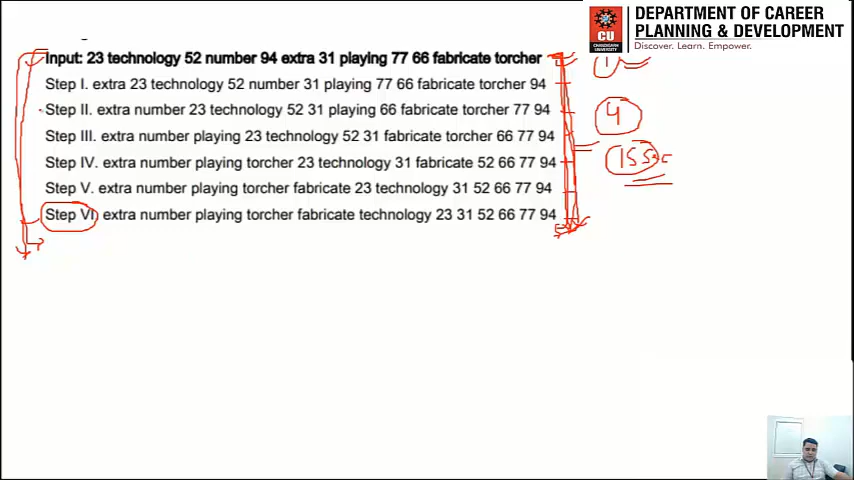 DEPARTMENT OF CAREER
PLANNING & DEVELOPMENT
Discover. Learn. Empower.
CU
CHANDIGARH
UNIVERSITY
Input: 23 technology 52 number 94 extra 31 playing 77 66 fabricate torcher
Step I. extra 23 technology 52 number 31 playing 77 66 fabricate torcher 94
Step II. extra number 23 technology 52 31 playing 66 fabricate torcher 77 94
4
Step III. extra number playing 23 technology 52 31 fabricate torcher 66 77 94
Step IV. extra number playing torcher 23 technology 31 fabricate 52 66 77 94
Step V. extra number playing torcher fabricate 23 technology 31 52 66 77 94
Step VI. extra number playing torcher fabricate technology 23 31 52 66 77 94